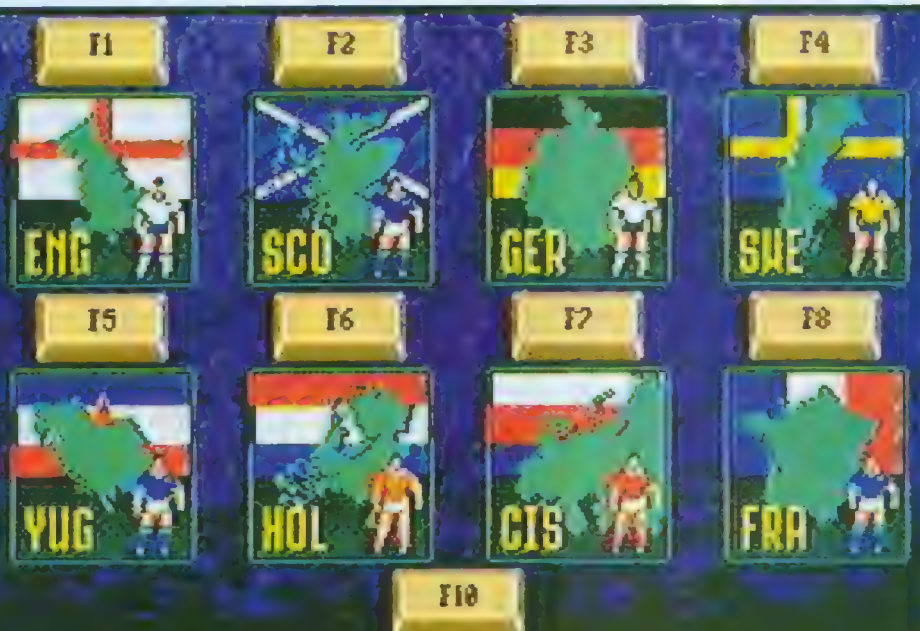 F1 F2 F3 F4
ENG SCO GER SWE
F5 F6 F7 F8
YUG HOL CIS FRA
F10